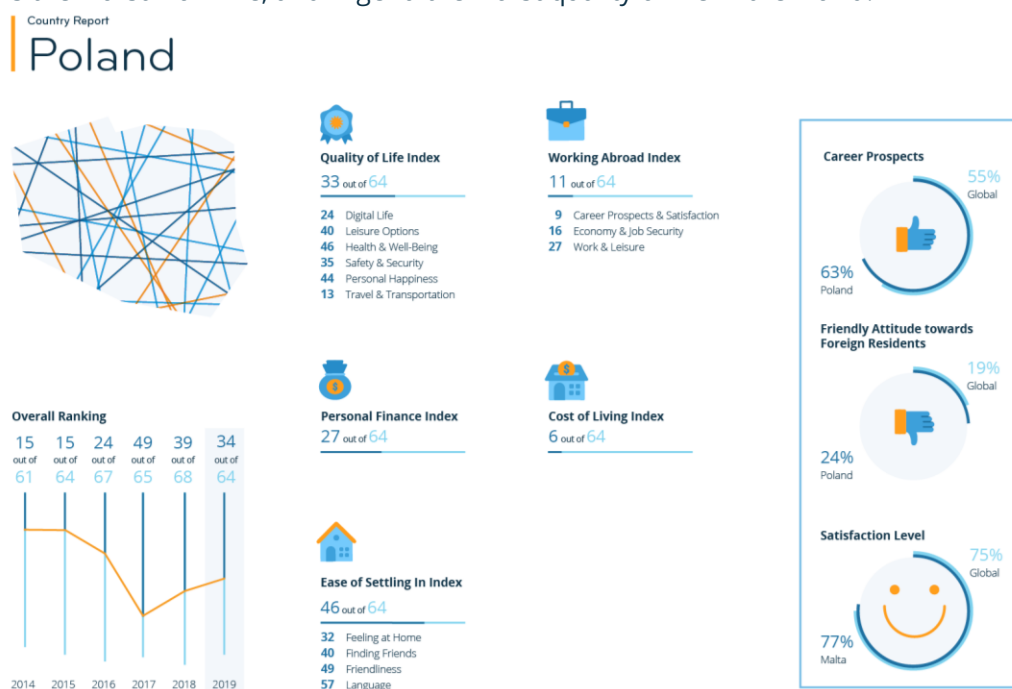 Country Report
Poland
Quality of Life Index
33 out of 64
24 Digital Life
40 Leisure Options
46 Health & Well-Being
35 Safety & Security
44 Personal Happiness
13 Travel & Transportation
Working Abroad Index
11 out of 64
9 Career Prospects & Satisfaction
16 Economy & Job Security
27 Work & Leisure
Personal Finance Index
27 out of 64
Cost of Living Index
6 out of 64
Ease of Settling In Index
46 out of 64
32 Feeling at Home
40 Finding Friends
49 Friendliness
57 Language
Overall Ranking
15 15 24 49 39 34
out of out of out of out of out of out of
61 64 67 65 68 64
2014 2015 2016 2017 2018 2019
Career Prospects
55%
Global
63%
Poland
Friendly Attitude towards
Foreign Residents
19%
Global
24%
Poland
Satisfaction Level
75%
Global
77%
Malta